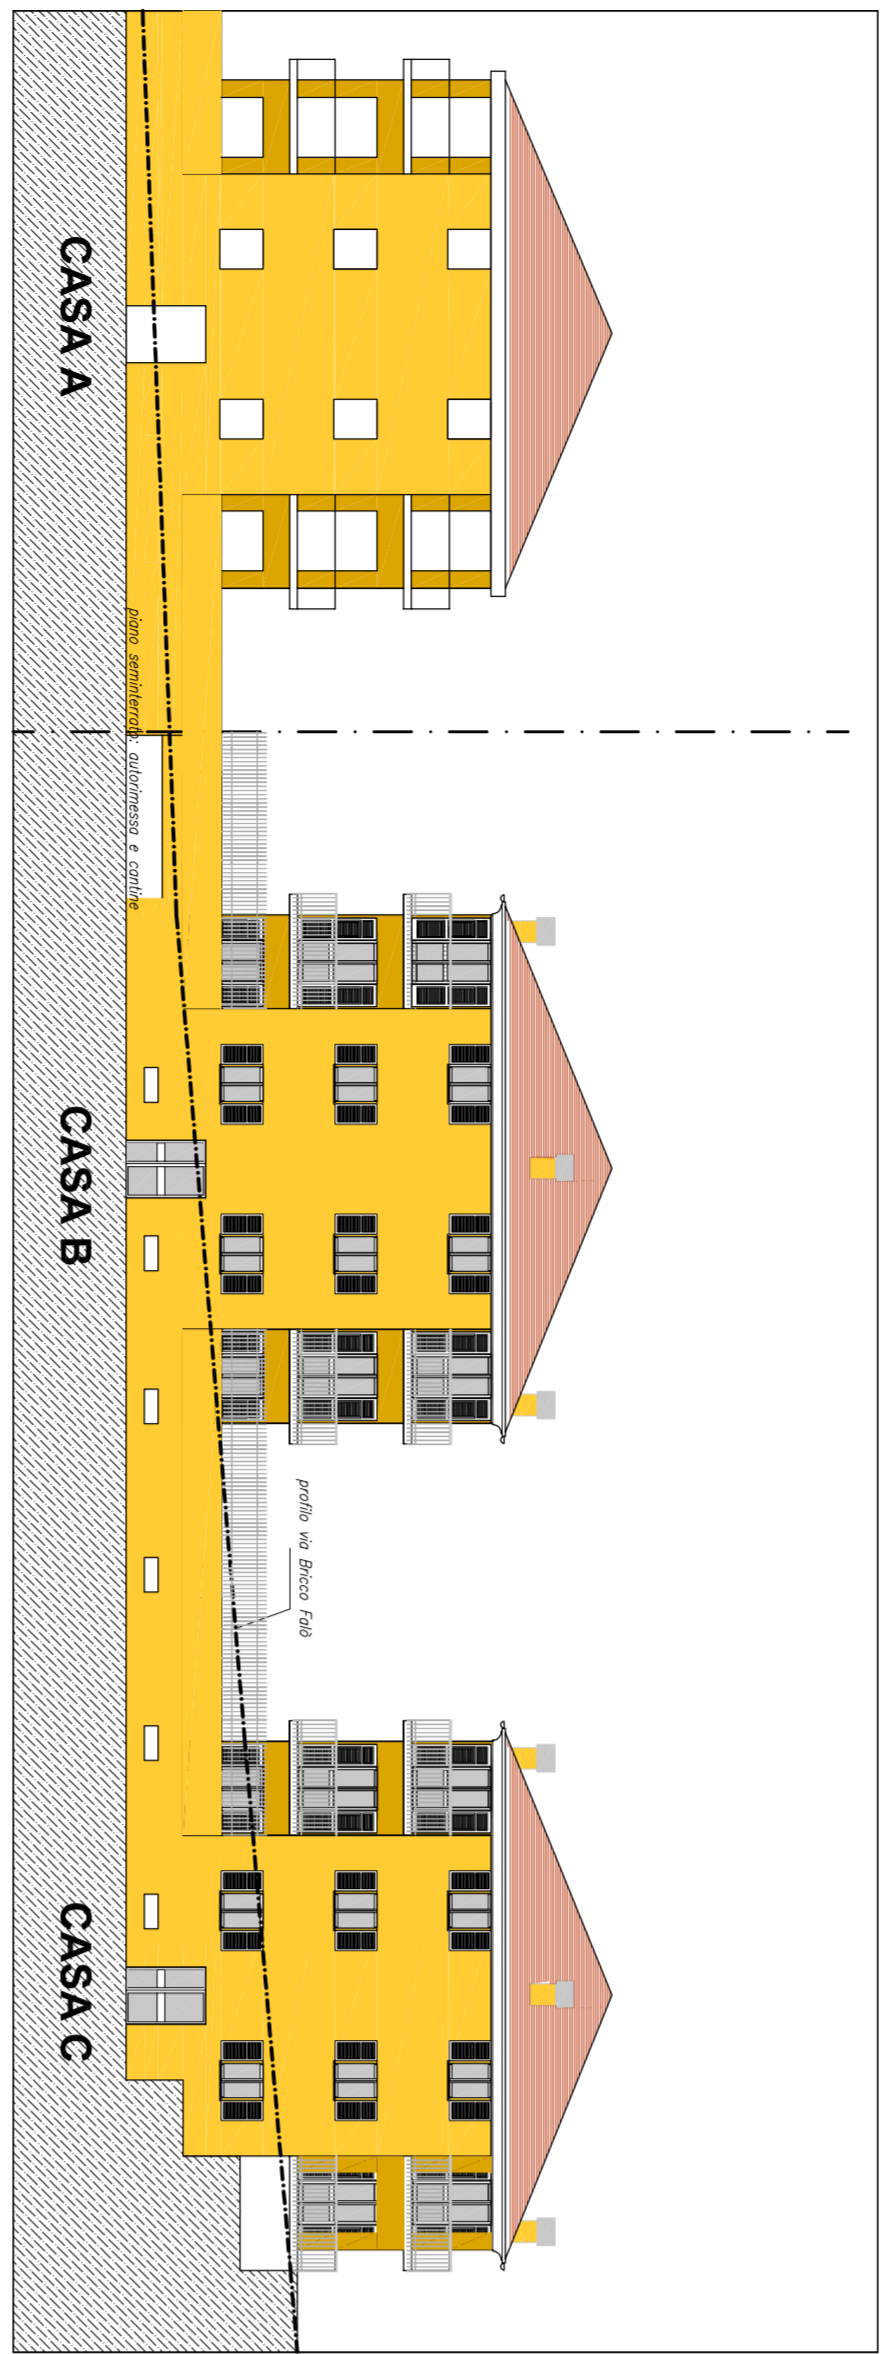 CASA A
piano seminterrato: autorimessa e cantine
CASA B
profilo via Bricco Falò
CASA C